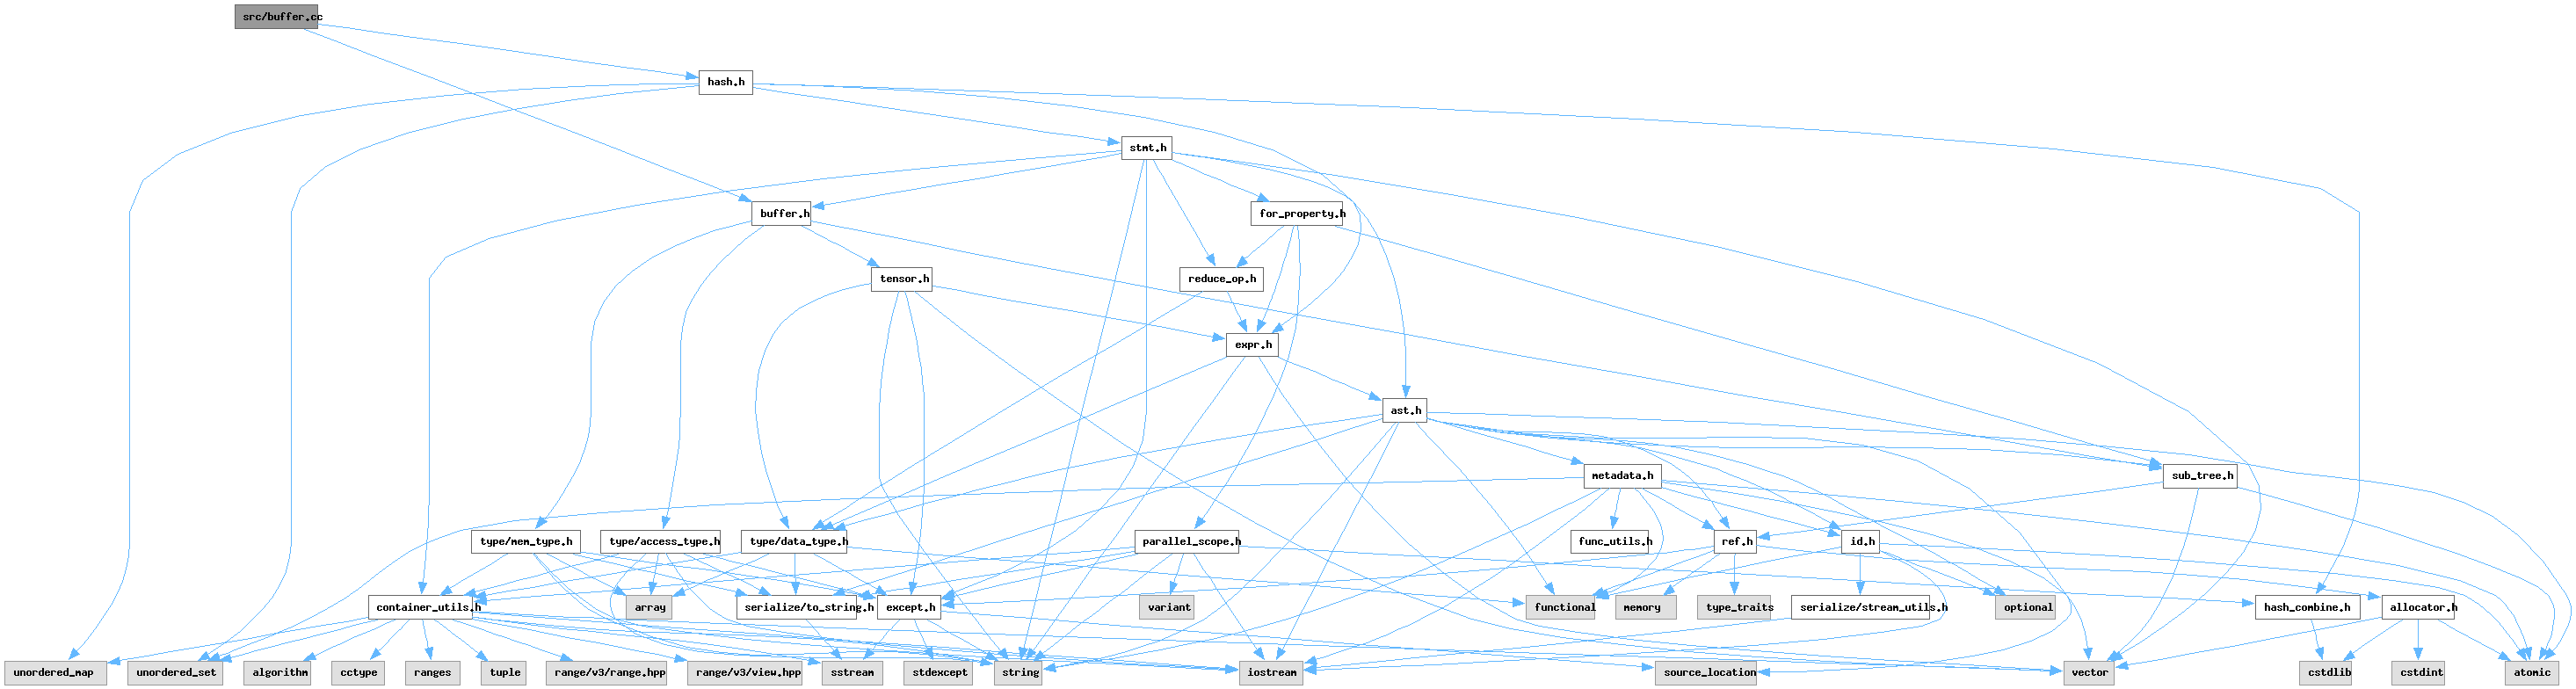 src/buffer.cc
hash.h
stmt.h
buffer.h
for_property.h
tensor.h
reduce_op.h
expr.h
ast.h
metadata.h
sub_tree.h
type/mem_type.h
type/access_type.h
type/data_type.h
parallel_scope.h
func_utils.h
ref.h
id.h
container_utils.h
array
serialize/to_string.h
except.h
variant
functional
memory
type_traits
serialize/stream_utils.h
optional
hash_combine.h
allocator.h
unordered_map
unordered_set
algorithm
cctype
ranges
tuple
range/v3/range.hpp
range/v3/view.hpp
sstream
stdexcept
string
iostream
source_location
vector
cstdlib
cstdint
atomic